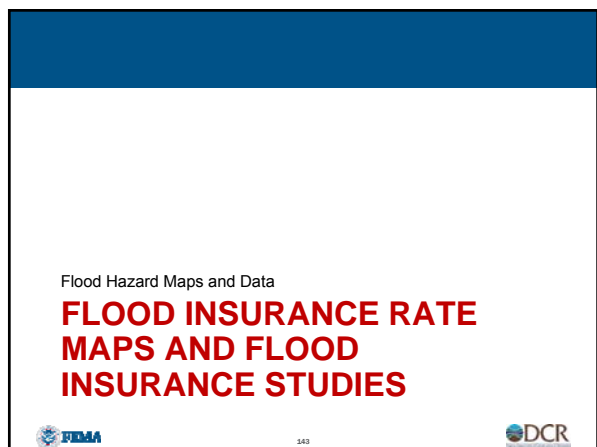 Flood Hazard Maps and Data
FLOOD INSURANCE RATE
MAPS AND FLOOD
INSURANCE STUDIES
FEMA
143
DCR